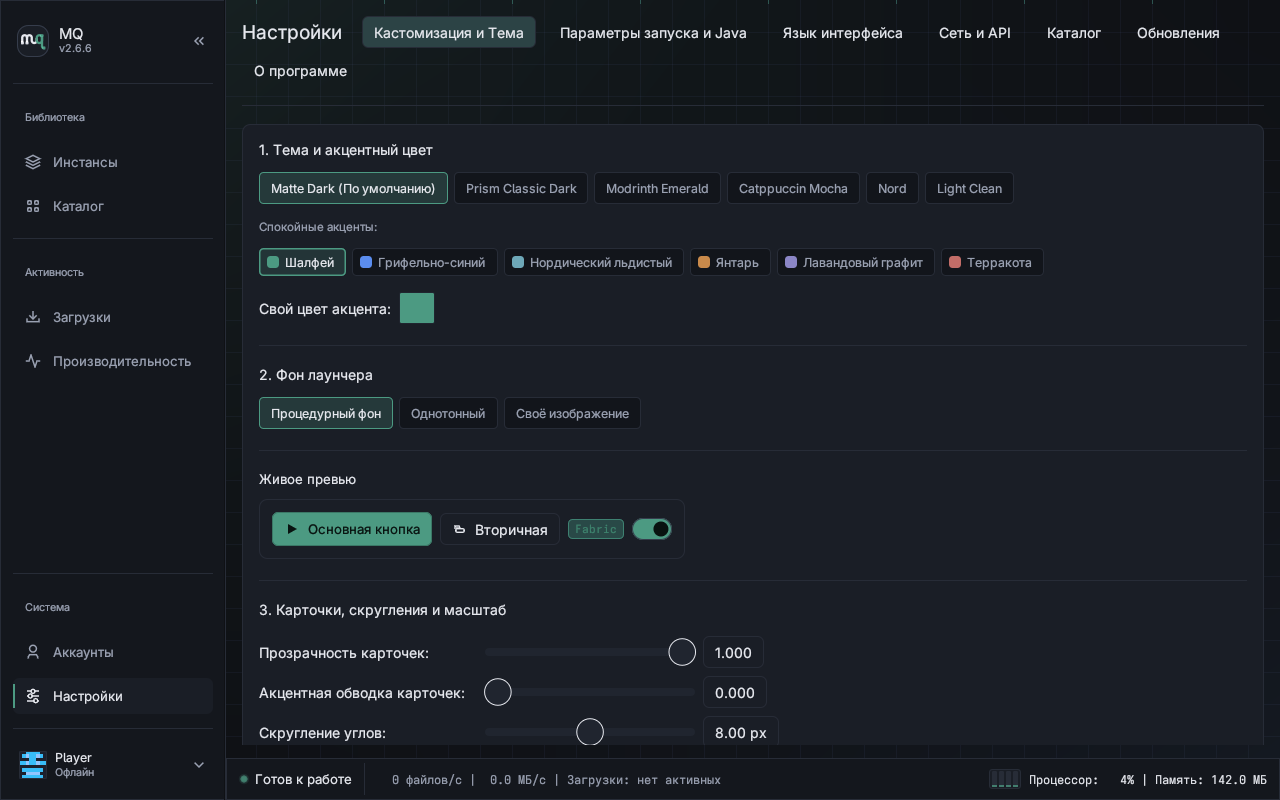 mq MQ
v2.6.6
Библиотека
Инстансы
Каталог
Активность
Загрузки
Производительность
Система
Аккаунты
Настройки
Player
Офлайн
Настройки Кастомизация и Тема Параметры запуска и Java Язык интерфейса Сеть и API Каталог Обновления
О программе
1. Тема и акцентный цвет
Matte Dark (По умолчанию) Prism Classic Dark Modrinth Emerald Catppuccin Mocha Nord Light Clean
Спокойные акценты:
Шалфей Грифельно-синий Нордический льдистый Янтарь Лавандовый графит Терракота
Свой цвет акцента:
2. Фон лаунчера
Процедурный фон Однотонный Своё изображение
Живое превью
Основная кнопка Вторичная Fabric
3. Карточки, скругления и масштаб
Прозрачность карточек: 1.000
Акцентная обводка карточек: 0.000
Скругление углов: 8.00 px
Готов к работе 0 файлов/с | 0.0 МБ/с | Загрузки: нет активных Процессор: 4% | Память: 142.0 МБ